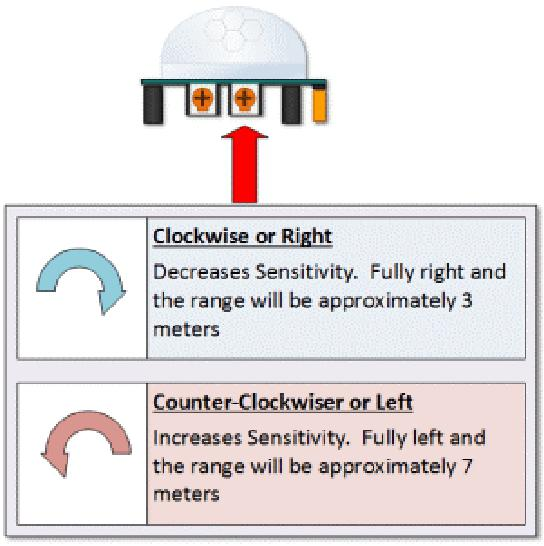 Clockwise or Right
Decreases Sensitivity.  Fully right and
the range will be approximately 3
meters
Counter-Clockwiser or Left
Increases Sensitivity.  Fully left and
the range will be approximately 7
meters